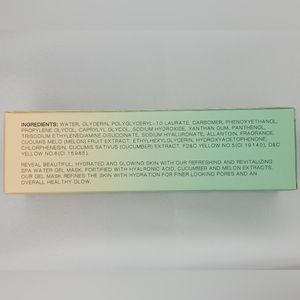 INGREDIENTS: WATER, GLYCERIN, POLYGLYCERYL-10 LAURATE, CARBOMER, PHENOXYETHANOL,
PROPYLENE GLYCOL, CAPRYLYL GLYCOL, SODIUM HYDROXIDE, XANTHAN GUM, PANTHENOL,
TRISODIUM ETHYLENEDIAMINE DISUCCINATE, SODIUM HYALURONATE, ALLANTOIN, FRAGRANCE,
CUCUMIS MELO (MELON) FRUIT EXTRACT, ETHYLHEXYLGLYCERIN, HYDROXYACETOPHENONE,
CHLORPHENESIN, CUCUMIS SATIVUS (CUCUMBER) EXTRACT, FD&C YELLOW NO.5(CI 19140), D&C
YELLOW NO.6(CI 15985).
REVEAL BEAUTIFUL, HYDRATED AND GLOWING SKIN WITH OUR REFRESHING AND REVITALIZING
SPA WATER GEL MASK. FORTIFIED WITH HYALURONIC ACID, CUCUMBER AND MELON EXTRACTS,
OUR GEL MASK REFINES THE SKIN WITH HYDRATION FOR FINER LOOKING PORES AND AN
OVERALL HEALTHY GLOW.